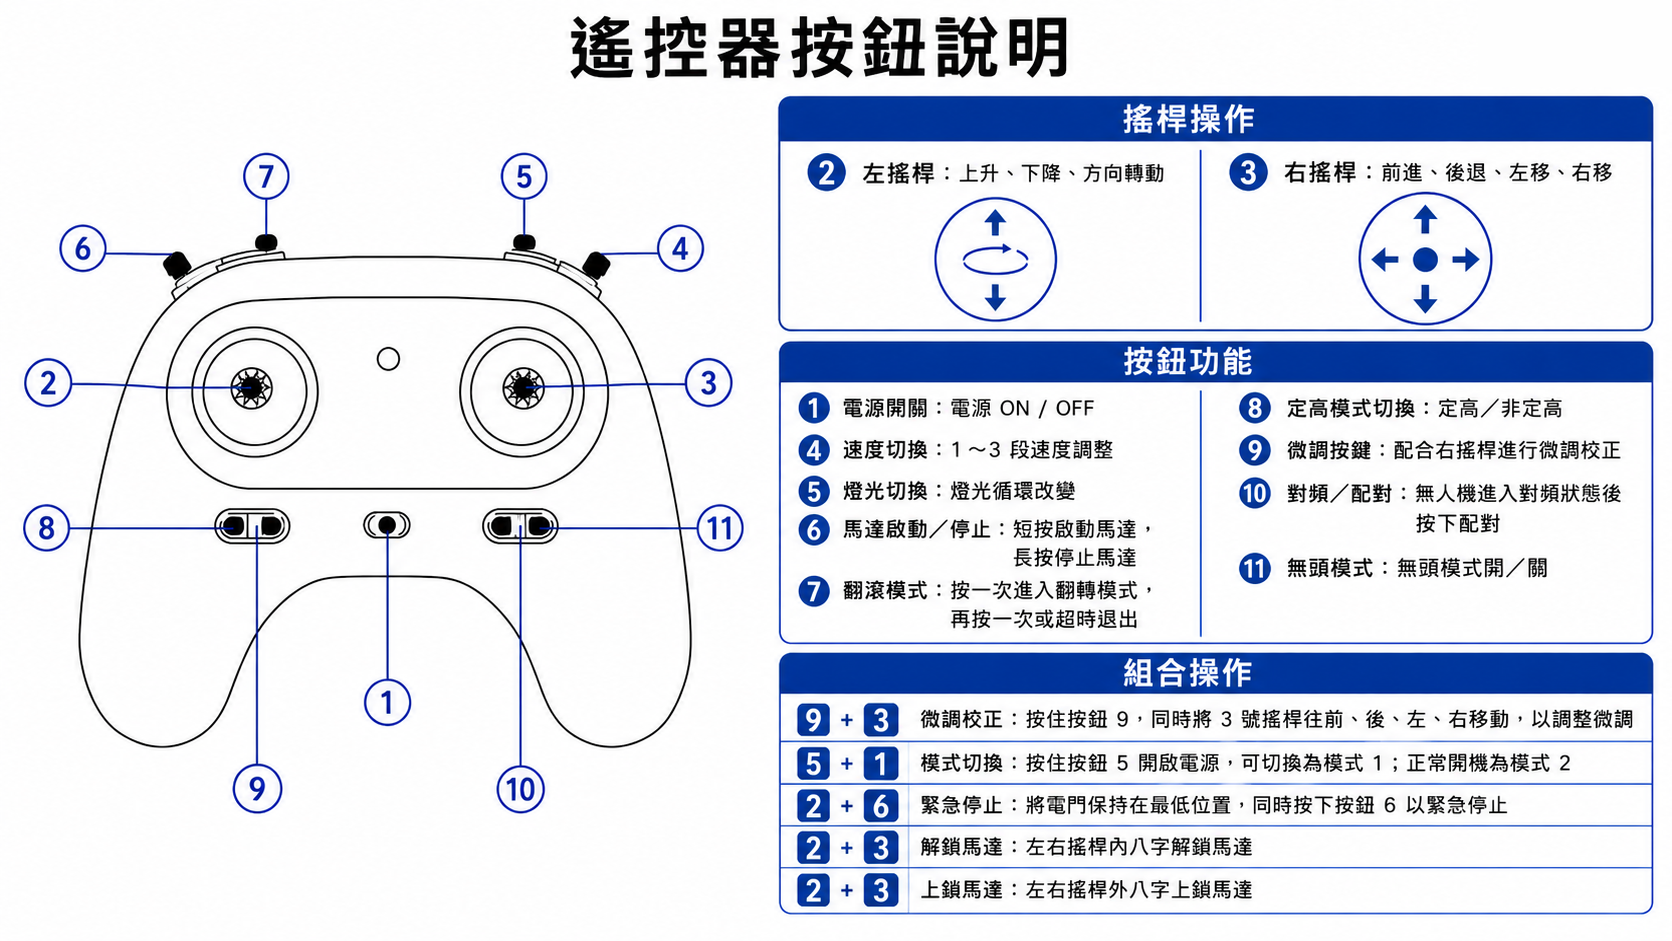 遙控器按鈕說明
7
5
6
4
2
3
8
11
1
9
10
搖桿操作
2 左搖桿：上升、下降、方向轉動
3 右搖桿：前進、後退、左移、右移
按鈕功能
1 電源開關：電源 ON / OFF
4 速度切換：1～3 段速度調整
5 燈光切換：燈光循環改變
6 馬達啟動／停止：短按啟動馬達，
長按停止馬達
7 翻滾模式：按一次進入翻轉模式，
再按一次或超時退出
8 定高模式切換：定高／非定高
9 微調按鍵：配合右搖桿進行微調校正
10 對頻／配對：無人機進入對頻狀態後
按下配對
11 無頭模式：無頭模式開／關
組合操作
9 + 3 微調校正：按住按鈕 9，同時將 3 號搖桿往前、後、左、右移動，以調整微調
5 + 1 模式切換：按住按鈕 5 開啟電源，可切換為模式 1；正常開機為模式 2
2 + 6 緊急停止：將電門保持在最低位置，同時按下按鈕 6 以緊急停止
2 + 3 解鎖馬達：左右搖桿內八字解鎖馬達
2 + 3 上鎖馬達：左右搖桿外八字上鎖馬達